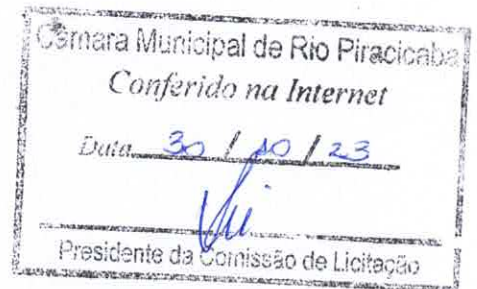 Câmara Municipal de Rio Piracicaba
Conferido na Internet
Data 30 / 10 / 23
Presidente da Comissão de Licitação